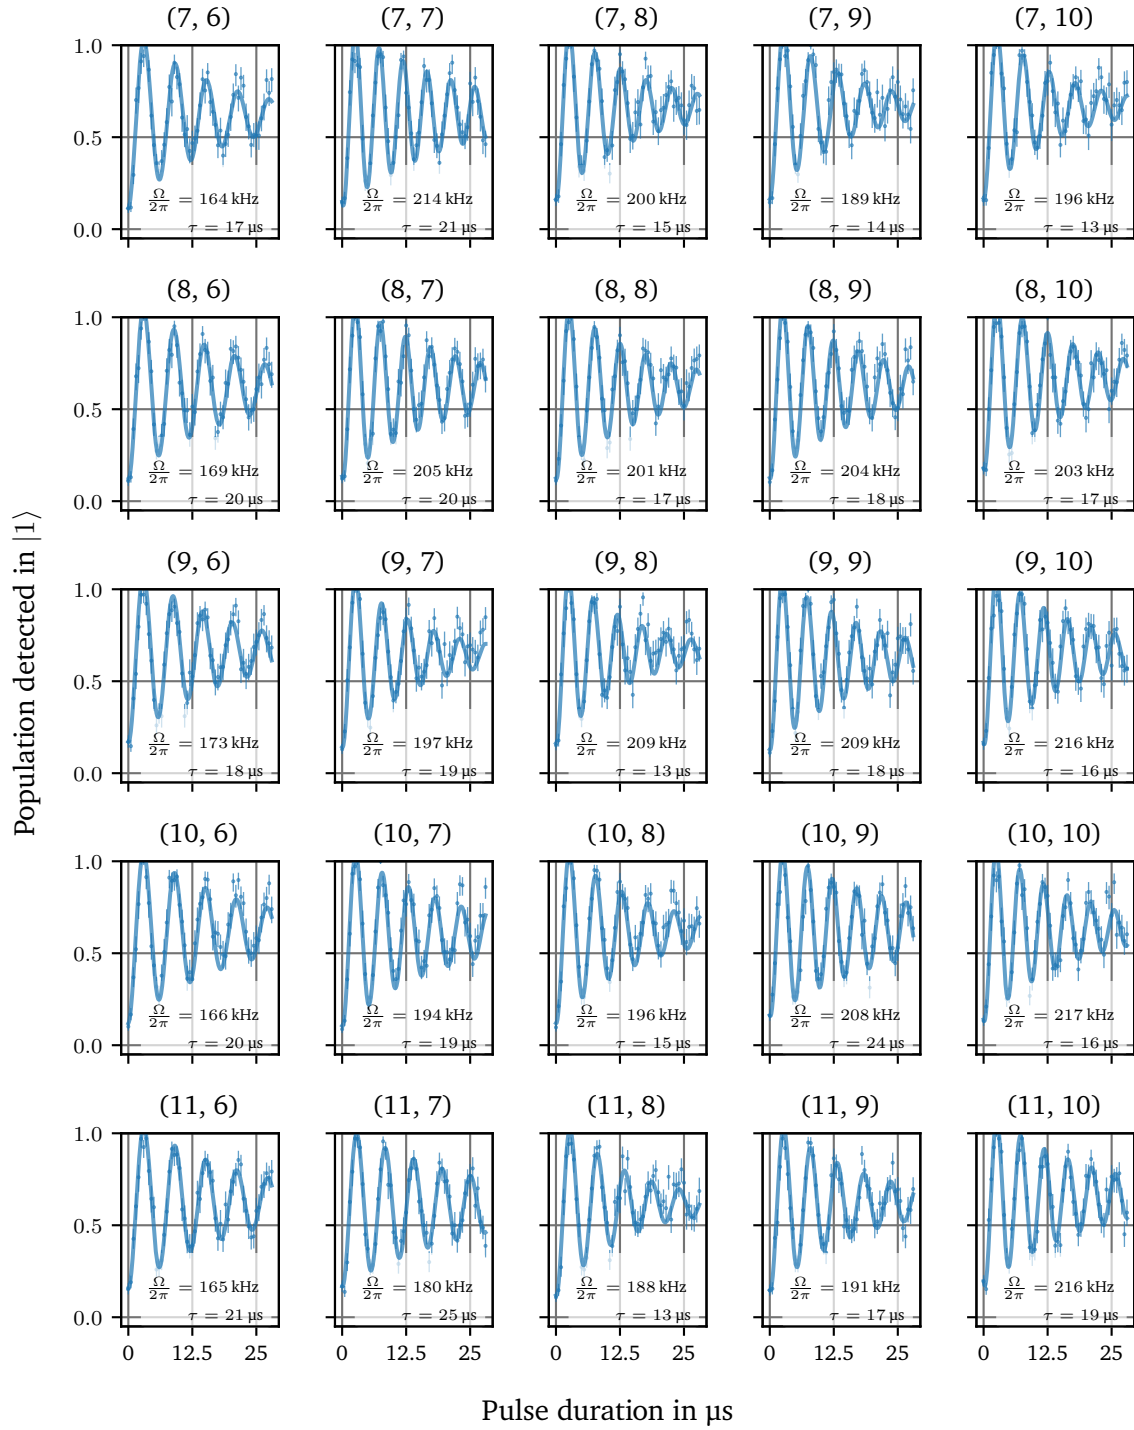 (7, 6) (7, 7) (7, 8) (7, 9) (7, 10)
1.0
0.5
0.0
Ω/2π = 164 kHz
τ = 17 µs
Ω/2π = 214 kHz
τ = 21 µs
Ω/2π = 200 kHz
τ = 15 µs
Ω/2π = 189 kHz
τ = 14 µs
Ω/2π = 196 kHz
τ = 13 µs
(8, 6) (8, 7) (8, 8) (8, 9) (8, 10)
1.0
0.5
0.0
Ω/2π = 169 kHz
τ = 20 µs
Ω/2π = 205 kHz
τ = 20 µs
Ω/2π = 201 kHz
τ = 17 µs
Ω/2π = 204 kHz
τ = 18 µs
Ω/2π = 203 kHz
τ = 17 µs
Population detected in |1⟩
(9, 6) (9, 7) (9, 8) (9, 9) (9, 10)
1.0
0.5
0.0
Ω/2π = 173 kHz
τ = 18 µs
Ω/2π = 197 kHz
τ = 19 µs
Ω/2π = 209 kHz
τ = 13 µs
Ω/2π = 209 kHz
τ = 18 µs
Ω/2π = 216 kHz
τ = 16 µs
(10, 6) (10, 7) (10, 8) (10, 9) (10, 10)
1.0
0.5
0.0
Ω/2π = 166 kHz
τ = 20 µs
Ω/2π = 194 kHz
τ = 19 µs
Ω/2π = 196 kHz
τ = 15 µs
Ω/2π = 208 kHz
τ = 24 µs
Ω/2π = 217 kHz
τ = 16 µs
(11, 6) (11, 7) (11, 8) (11, 9) (11, 10)
1.0
0.5
0.0
Ω/2π = 165 kHz
τ = 21 µs
Ω/2π = 180 kHz
τ = 25 µs
Ω/2π = 188 kHz
τ = 13 µs
Ω/2π = 191 kHz
τ = 17 µs
Ω/2π = 216 kHz
τ = 19 µs
0 12.5 25 0 12.5 25 0 12.5 25 0 12.5 25 0 12.5 25
Pulse duration in µs